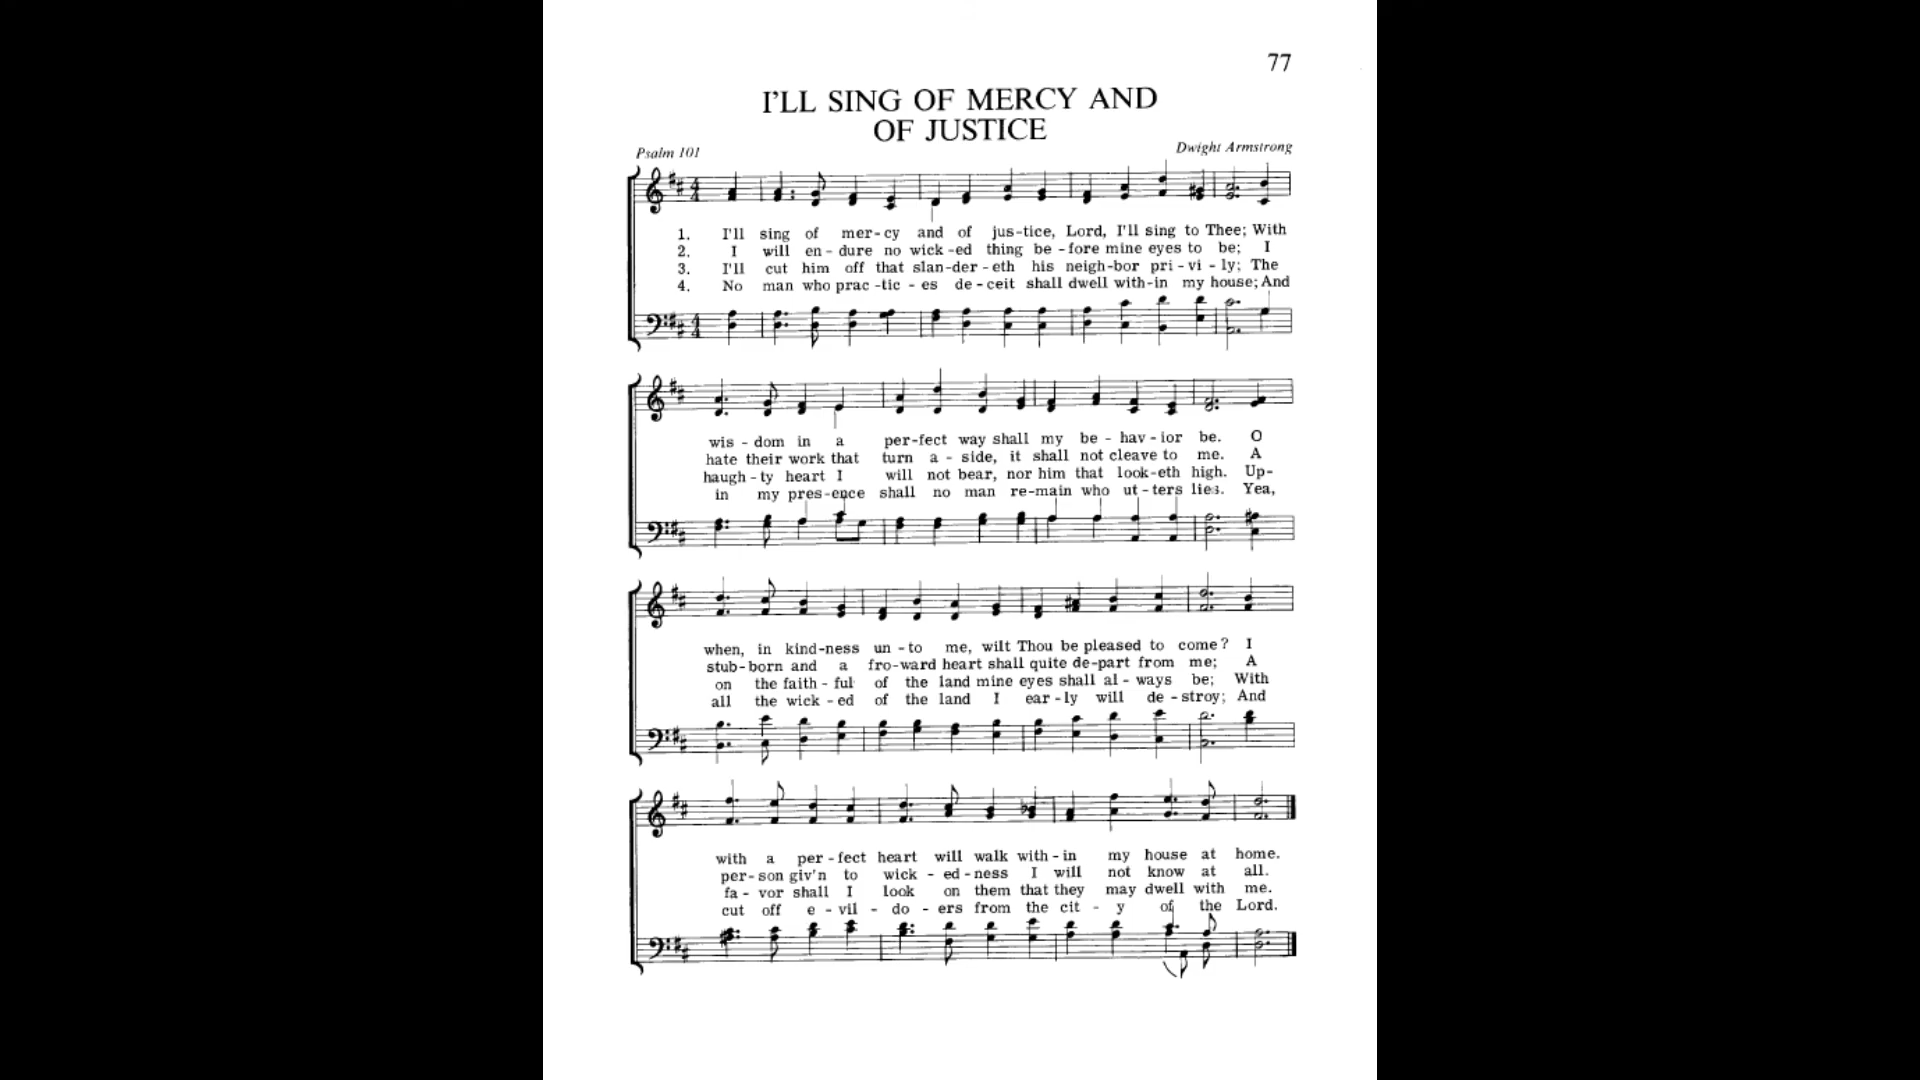 77
I'LL SING OF MERCY AND
OF JUSTICE
Psalm 101
Dwight Armstrong
1. I'll sing of mer-cy and of jus-tice, Lord, I'll sing to Thee; With
2. I will en-dure no wick-ed thing be-fore mine eyes to be; I
3. I'll cut him off that slan-der-eth his neigh-bor pri-vi-ly; The
4. No man who prac-tic-es de-ceit shall dwell with-in my house; And
wis-dom in a per-fect way shall my be-hav-ior be. O
hate their work that turn a-side, it shall not cleave to me. A
haugh-ty heart I will not bear, nor him that look-eth high. Up-
in my pres-ence shall no man re-main who ut-ters lies. Yea,
when, in kind-ness un-to me, wilt Thou be pleased to come? I
stub-born and a fro-ward heart shall quite de-part from me; A
on the faith-ful of the land mine eyes shall al-ways be; With
all the wick-ed of the land I ear-ly will de-stroy; And
with a per-fect heart will walk with-in my house at home.
per-son giv'n to wick-ed-ness I will not know at all.
fa-vor shall I look on them that they may dwell with me.
cut off e-vil-do-ers from the cit-y of the Lord.